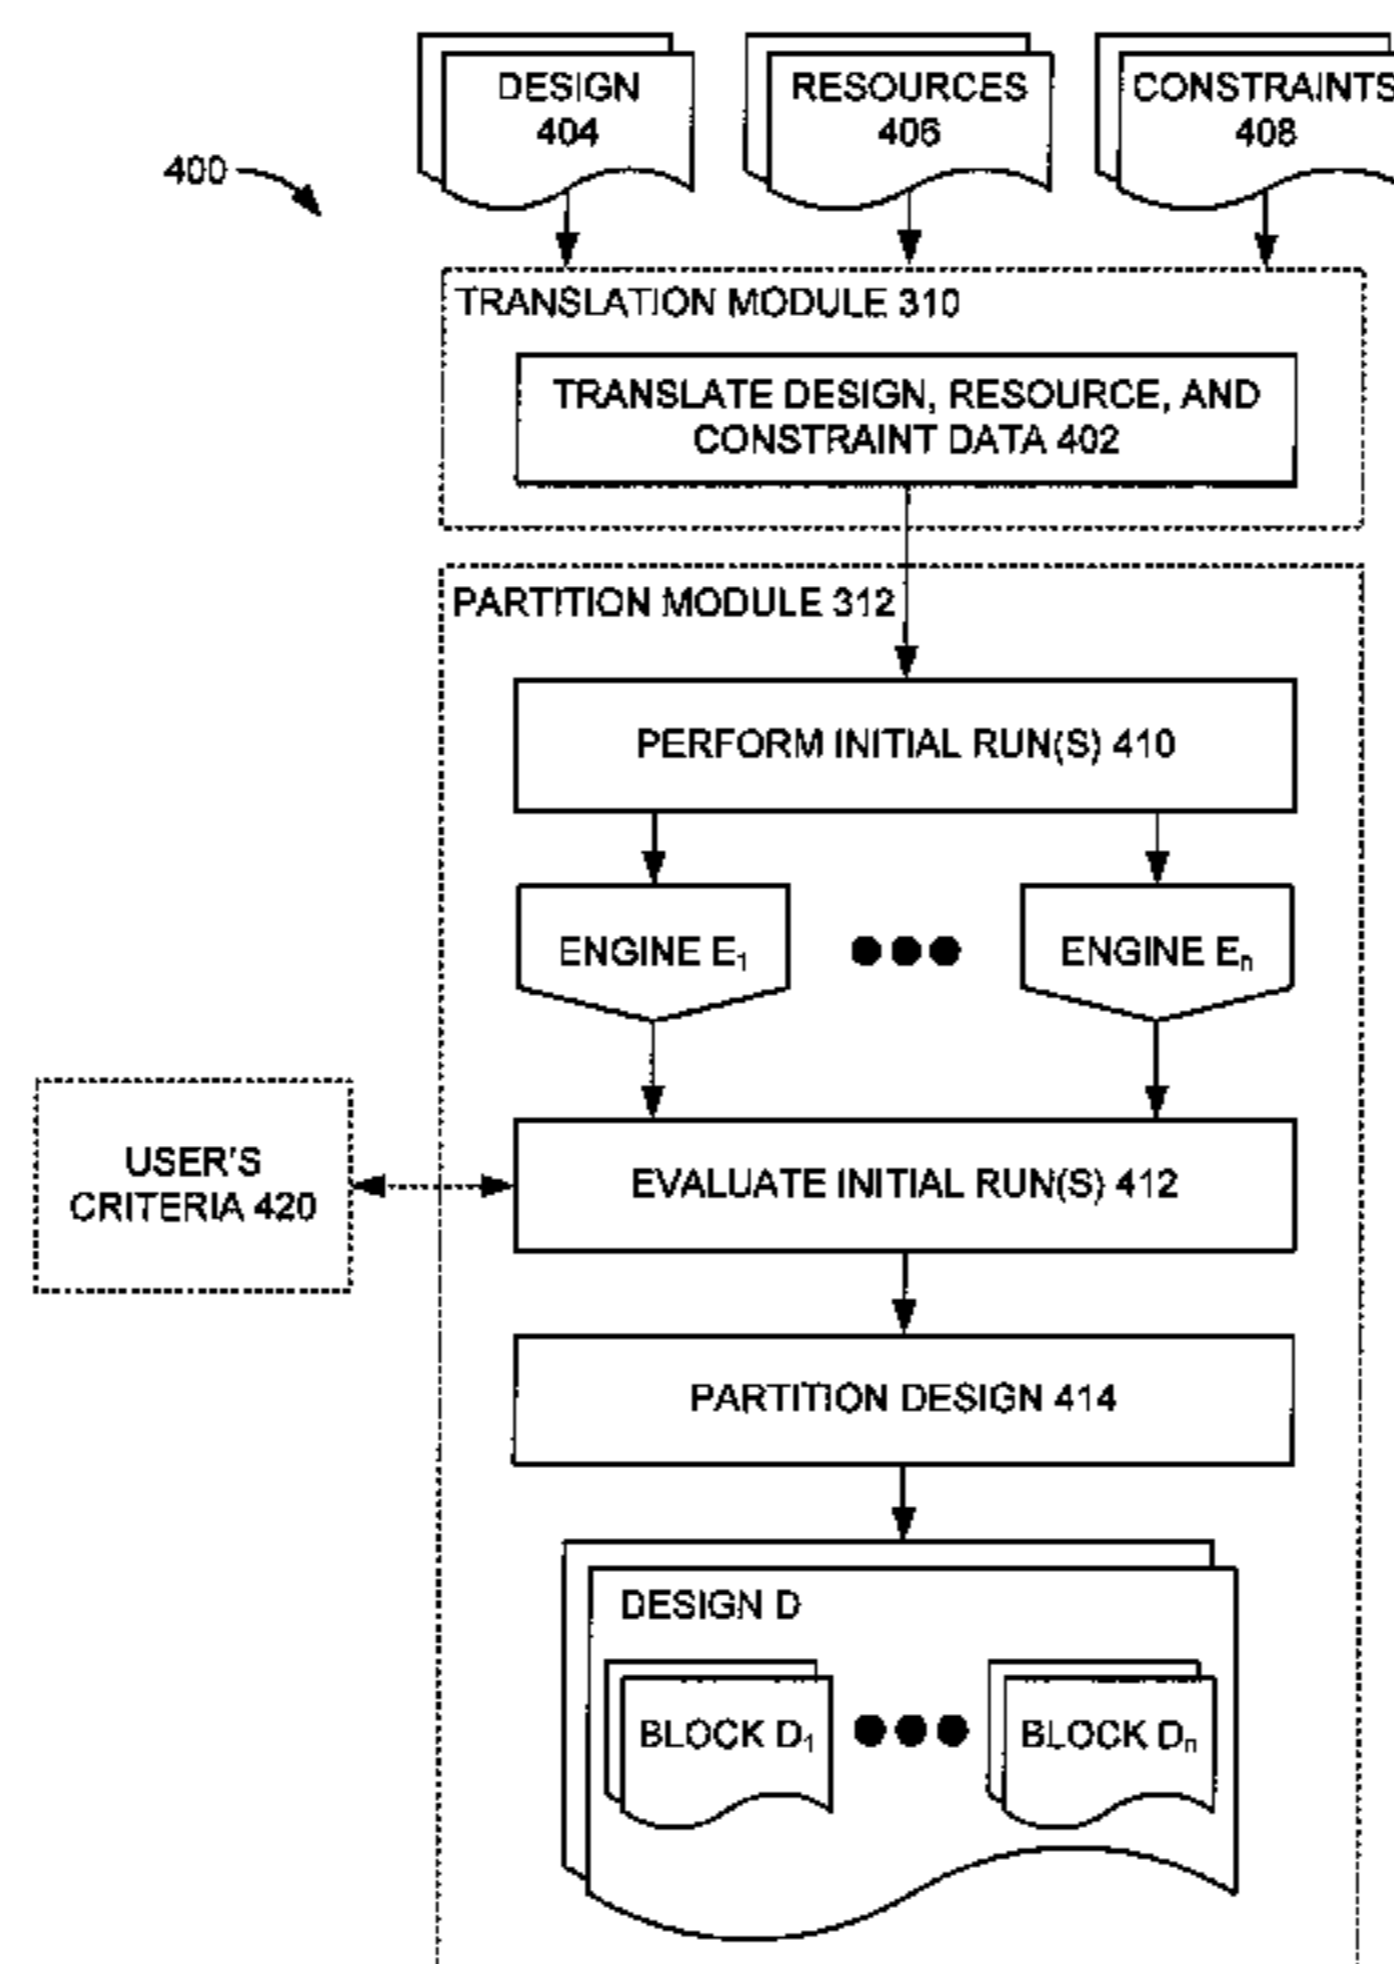 DESIGN
404
RESOURCES
406
CONSTRAINTS
408
400
TRANSLATION MODULE 310
TRANSLATE DESIGN, RESOURCE, AND
CONSTRAINT DATA 402
PARTITION MODULE 312
PERFORM INITIAL RUN(S) 410
ENGINE E₁
ENGINE Eₙ
USER'S
CRITERIA 420
EVALUATE INITIAL RUN(S) 412
PARTITION DESIGN 414
DESIGN D
BLOCK D₁
BLOCK Dₙ